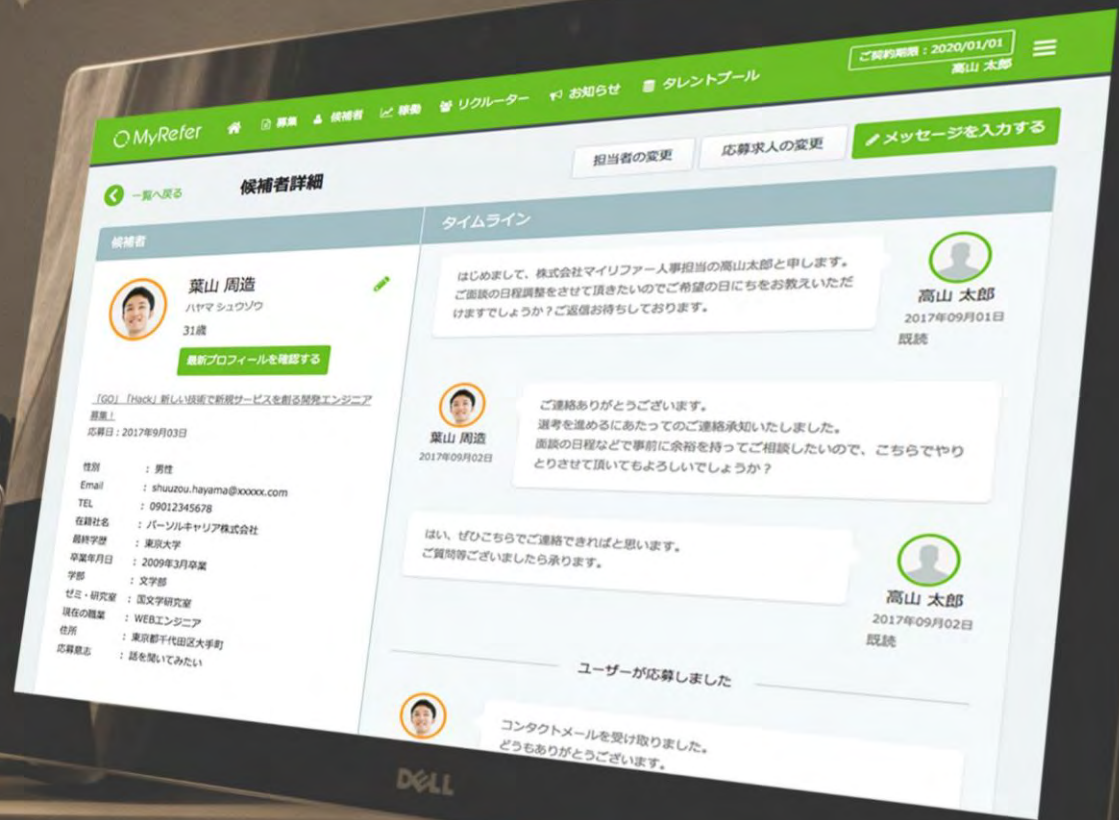 ご契約期限：2020/01/01
高山 太郎
MyRefer
募集
候補者
稼働
リクルーター
お知らせ
タレントプール
一覧へ戻る
候補者詳細
担当者の変更
応募求人の変更
メッセージを入力する
候補者
葉山 周造
ハヤマ シュウゾウ
31歳
最新プロフィールを確認する
「GO」「Hack」新しい技術で新規サービスを創る開発エンジニア
募集！
応募日：2017年9月03日
性別 ：男性
Email ：shuuzou.hayama@xxxxx.com
TEL ：09012345678
在籍社名 ：パーソルキャリア株式会社
最終学歴 ：東京大学
卒業年月日 ：2009年3月卒業
学部 ：文学部
ゼミ・研究室 ：国文学研究室
現在の職業 ：WEBエンジニア
住所 ：東京都千代田区大手町
応募意志 ：話を聞いてみたい
タイムライン
はじめまして、株式会社マイリファー人事担当の高山太郎と申します。
ご面談の日程調整をさせて頂きたいのでご希望の日にちをお教えいただ
けますでしょうか？ご返信お待ちしております。
高山 太郎
2017年09月01日
既読
葉山 周造
2017年09月02日
ご連絡ありがとうございます。
選考を進めるにあたってのご連絡承知いたしました。
面談の日程などで事前に余裕を持ってご相談したいので、こちらでやり
とりさせて頂いてもよろしいでしょうか？
はい、ぜひこちらでご連絡できればと思います。
ご質問等ございましたら承ります。
高山 太郎
2017年09月02日
既読
ユーザーが応募しました
コンタクトメールを受け取りました。
どうもありがとうございます。
DELL